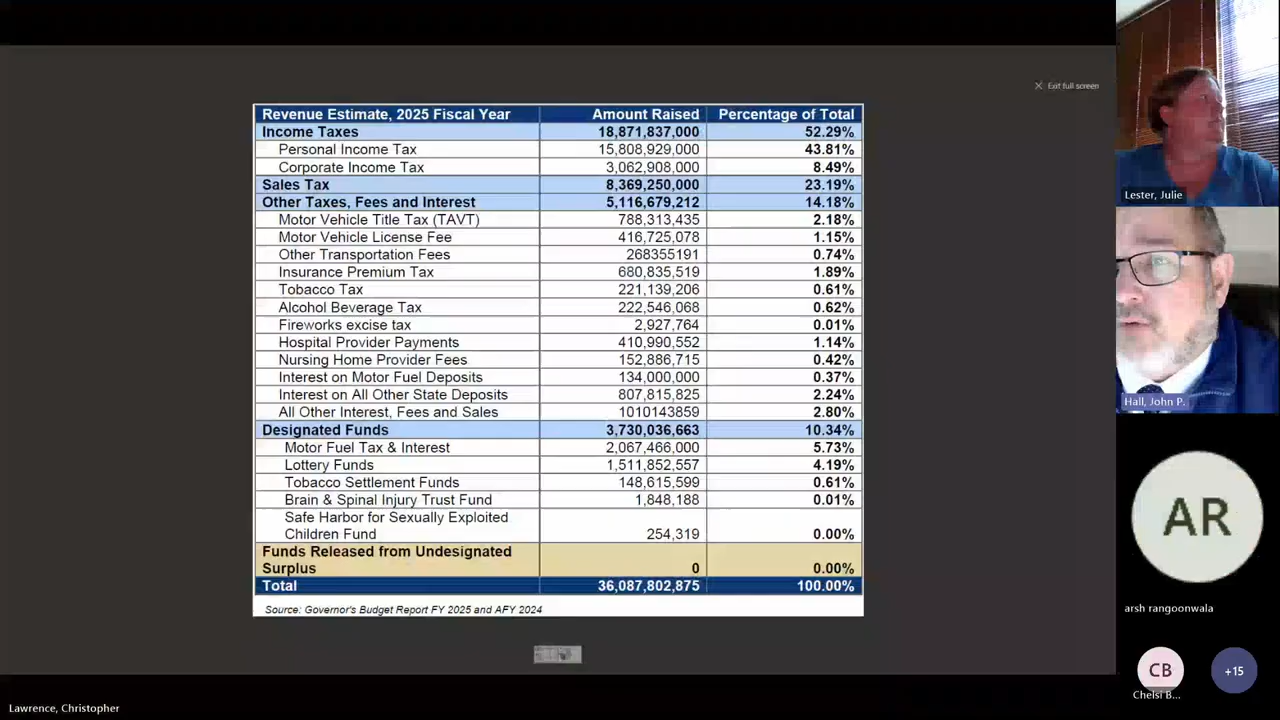 Exit full screen
Revenue Estimate, 2025 Fiscal Year Amount Raised Percentage of Total
Income Taxes 18,871,837,000 52.29%
Personal Income Tax 15,808,929,000 43.81%
Corporate Income Tax 3,062,908,000 8.49%
Sales Tax 8,369,250,000 23.19%
Other Taxes, Fees and Interest 5,116,679,212 14.18%
Motor Vehicle Title Tax (TAVT) 788,313,435 2.18%
Motor Vehicle License Fee 416,725,078 1.15%
Other Transportation Fees 268355191 0.74%
Insurance Premium Tax 680,835,519 1.89%
Tobacco Tax 221,139,206 0.61%
Alcohol Beverage Tax 222,546,068 0.62%
Fireworks excise tax 2,927,764 0.01%
Hospital Provider Payments 410,990,552 1.14%
Nursing Home Provider Fees 152,886,715 0.42%
Interest on Motor Fuel Deposits 134,000,000 0.37%
Interest on All Other State Deposits 807,815,825 2.24%
All Other Interest, Fees and Sales 1010143859 2.80%
Designated Funds 3,730,036,663 10.34%
Motor Fuel Tax & Interest 2,067,466,000 5.73%
Lottery Funds 1,511,852,557 4.19%
Tobacco Settlement Funds 148,615,599 0.61%
Brain & Spinal Injury Trust Fund 1,848,188 0.01%
Safe Harbor for Sexually Exploited
Children Fund 254,319 0.00%
Funds Released from Undesignated
Surplus 0 0.00%
Total 36,087,802,875 100.00%
Source: Governor's Budget Report FY 2025 and AFY 2024
Lester, Julie
Hall, John P.
AR
arsh rangoonwala
CB
+15
Chelsi B...
Lawrence, Christopher